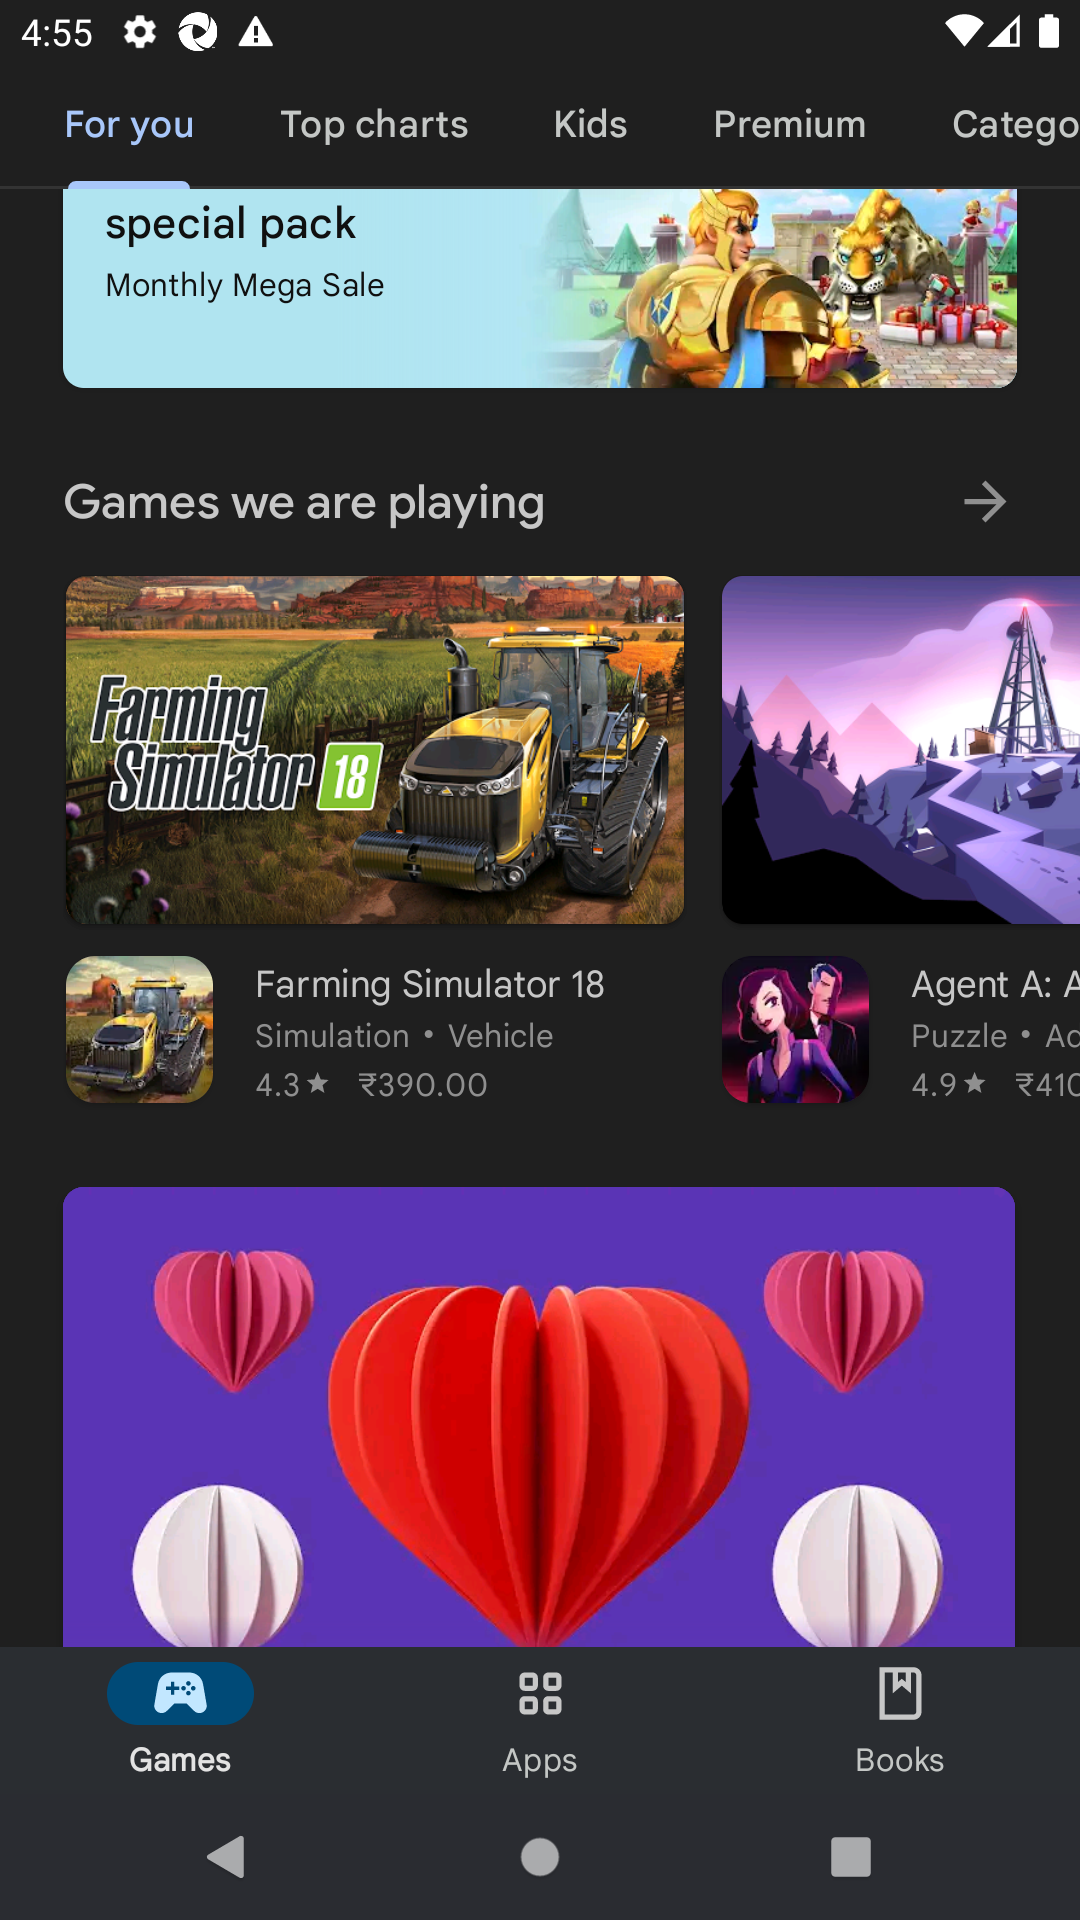 4:55
For you Top charts Kids Premium Catego
special pack
Monthly Mega Sale
Games we are playing
Farming
Simulator 18
Farming Simulator 18
Simulation • Vehicle
4.3★ ₹390.00
Agent A: A
Puzzle • Ad
4.9★ ₹410
Games Apps Books